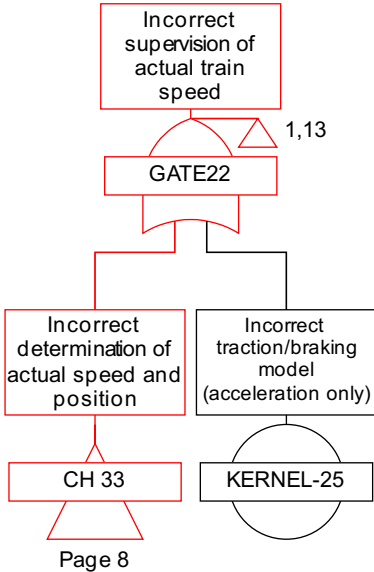 Incorrect
supervision of
actual train
speed
1,13
GATE22
Incorrect
determination of
actual speed and
position
Incorrect
traction/braking
model
(acceleration only)
CH 33
KERNEL-25
Page 8